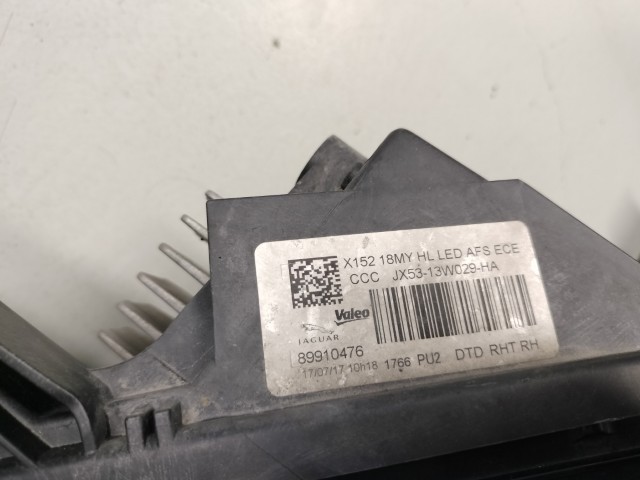 X152 18MY HL LED AFS ECE
CCC JX53-13W029-HA
Valeo
JAGUAR
89910476
17/07/17 10h18 1766 PU2 DTD RHT RH